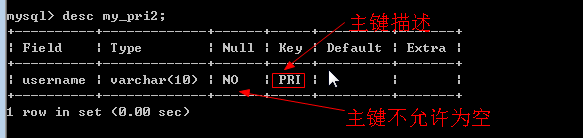 mysql> desc my_pri2;
主键描述
+----------+-------------+------+-----+---------+-------+
| Field | Type | Null | Key | Default | Extra |
+----------+-------------+------+-----+---------+-------+
| username | varchar(10) | NO | PRI | | |
+----------+-------------+------+-----+---------+-------+
1 row in set (0.00 sec)
主键不允许为空